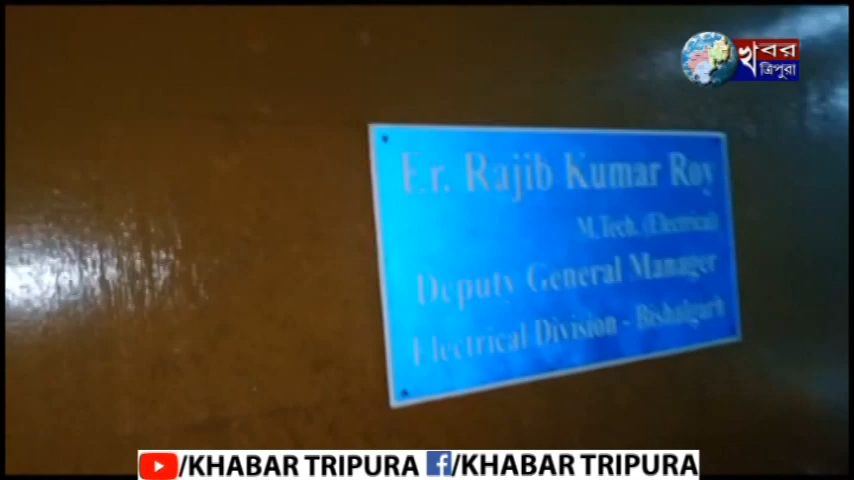 খবর
ত্রিপুরা
Er. Rajib Kumar Roy
M.Tech. (Electrical)
Deputy General Manager
Electrical Division - Bishalgarh
/KHABAR TRIPURA f/KHABAR TRIPURA